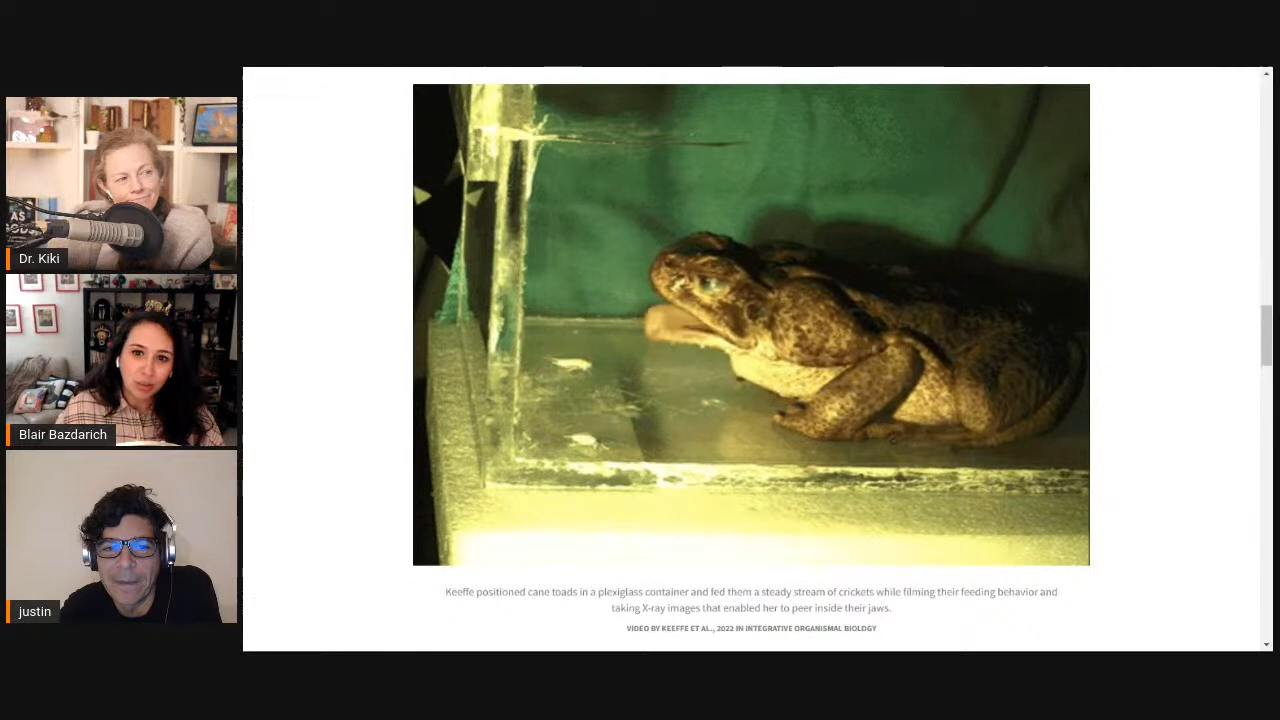 AS
Dr. Kiki
Blair Bazdarich
justin
Keeffe positioned cane toads in a plexiglass container and fed them a steady stream of crickets while filming their feeding behavior and
taking X-ray images that enabled her to peer inside their jaws.
VIDEO BY KEEFFE ET AL., 2022 IN INTEGRATIVE ORGANISMAL BIOLOGY